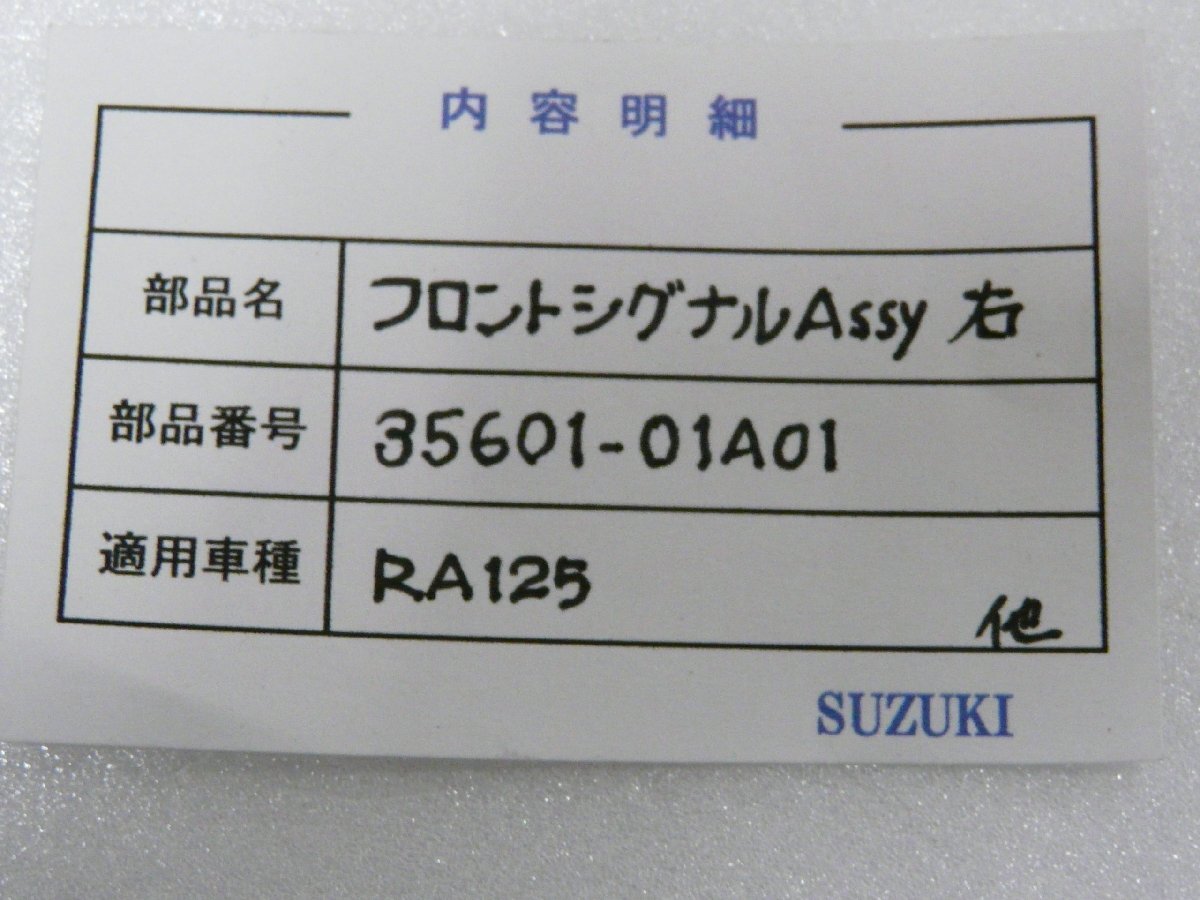 内容明細
部品名 フロントシグナルAssy 右
部品番号 35601-01A01
適用車種 RA125 他
SUZUKI